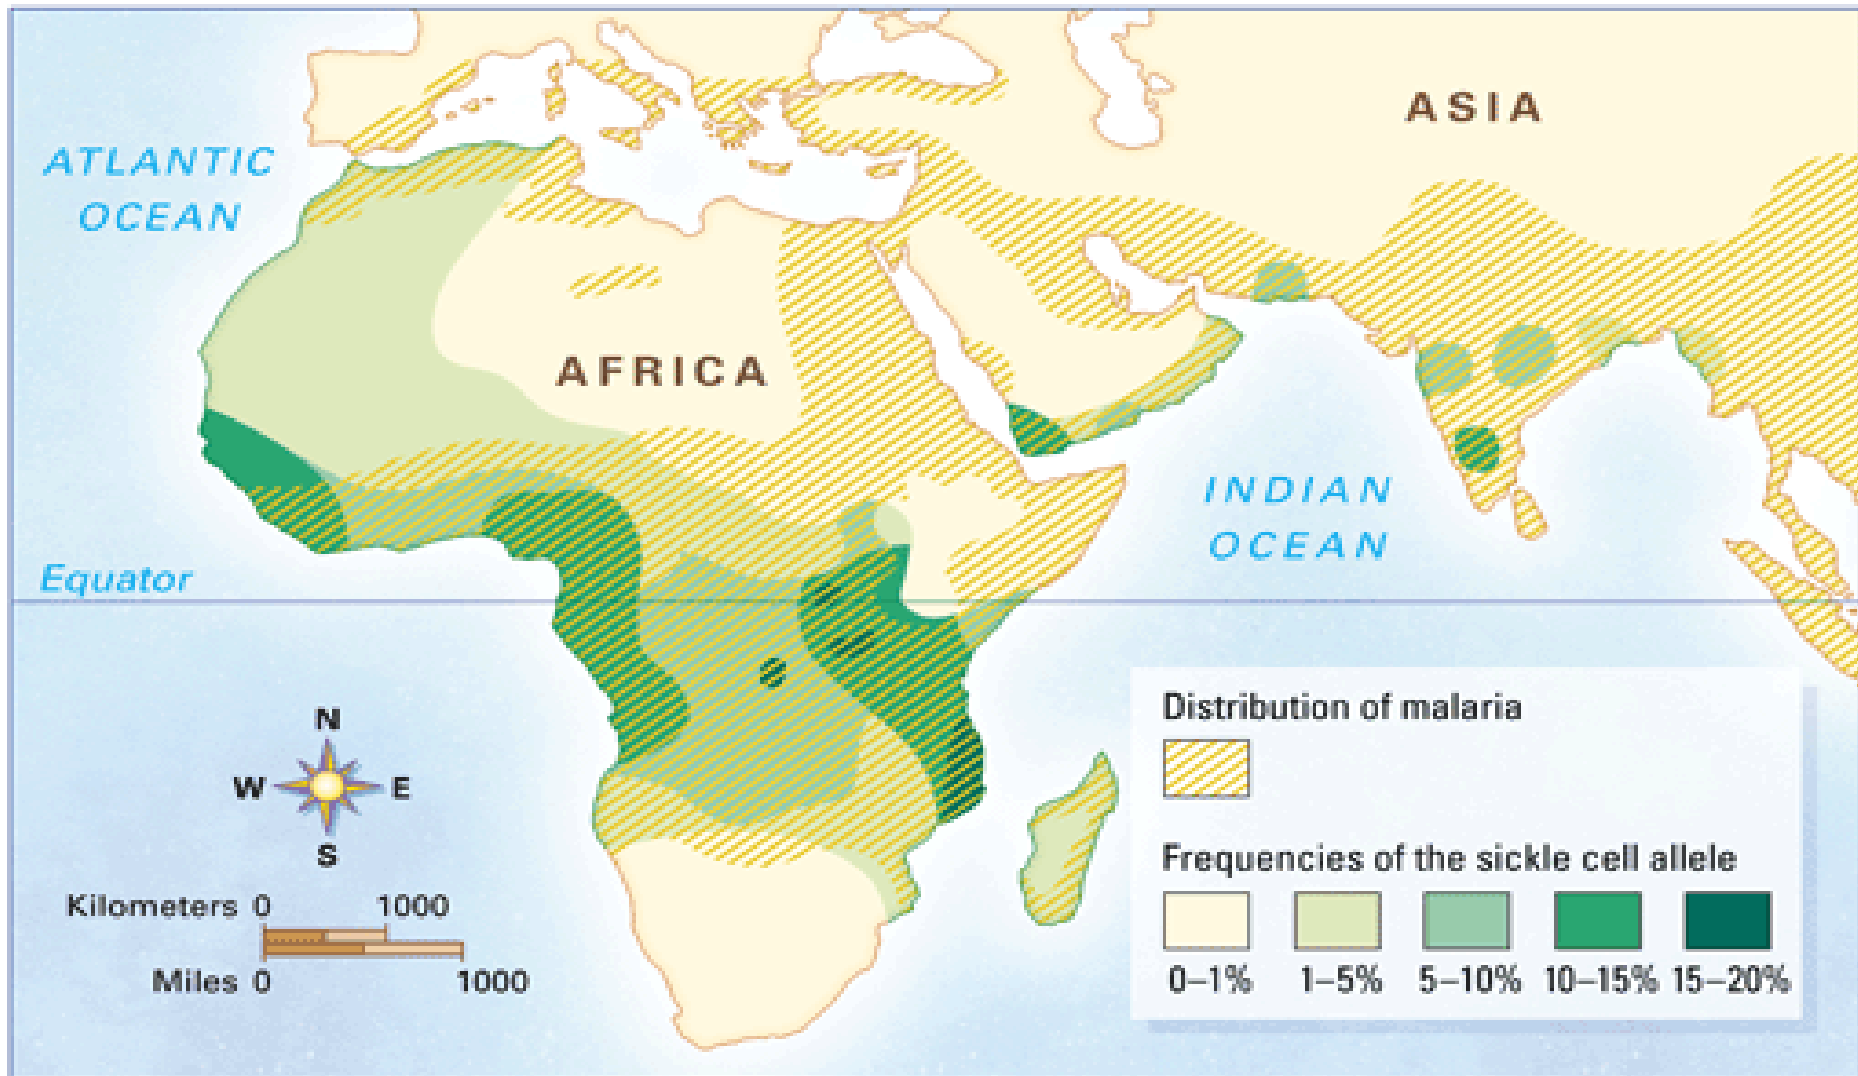 ASIA
ATLANTIC
OCEAN
AFRICA
INDIAN
OCEAN
Equator
N
W E
S
Kilometers 0 1000
Miles 0 1000
Distribution of malaria
Frequencies of the sickle cell allele
0–1% 1–5% 5–10% 10–15% 15–20%